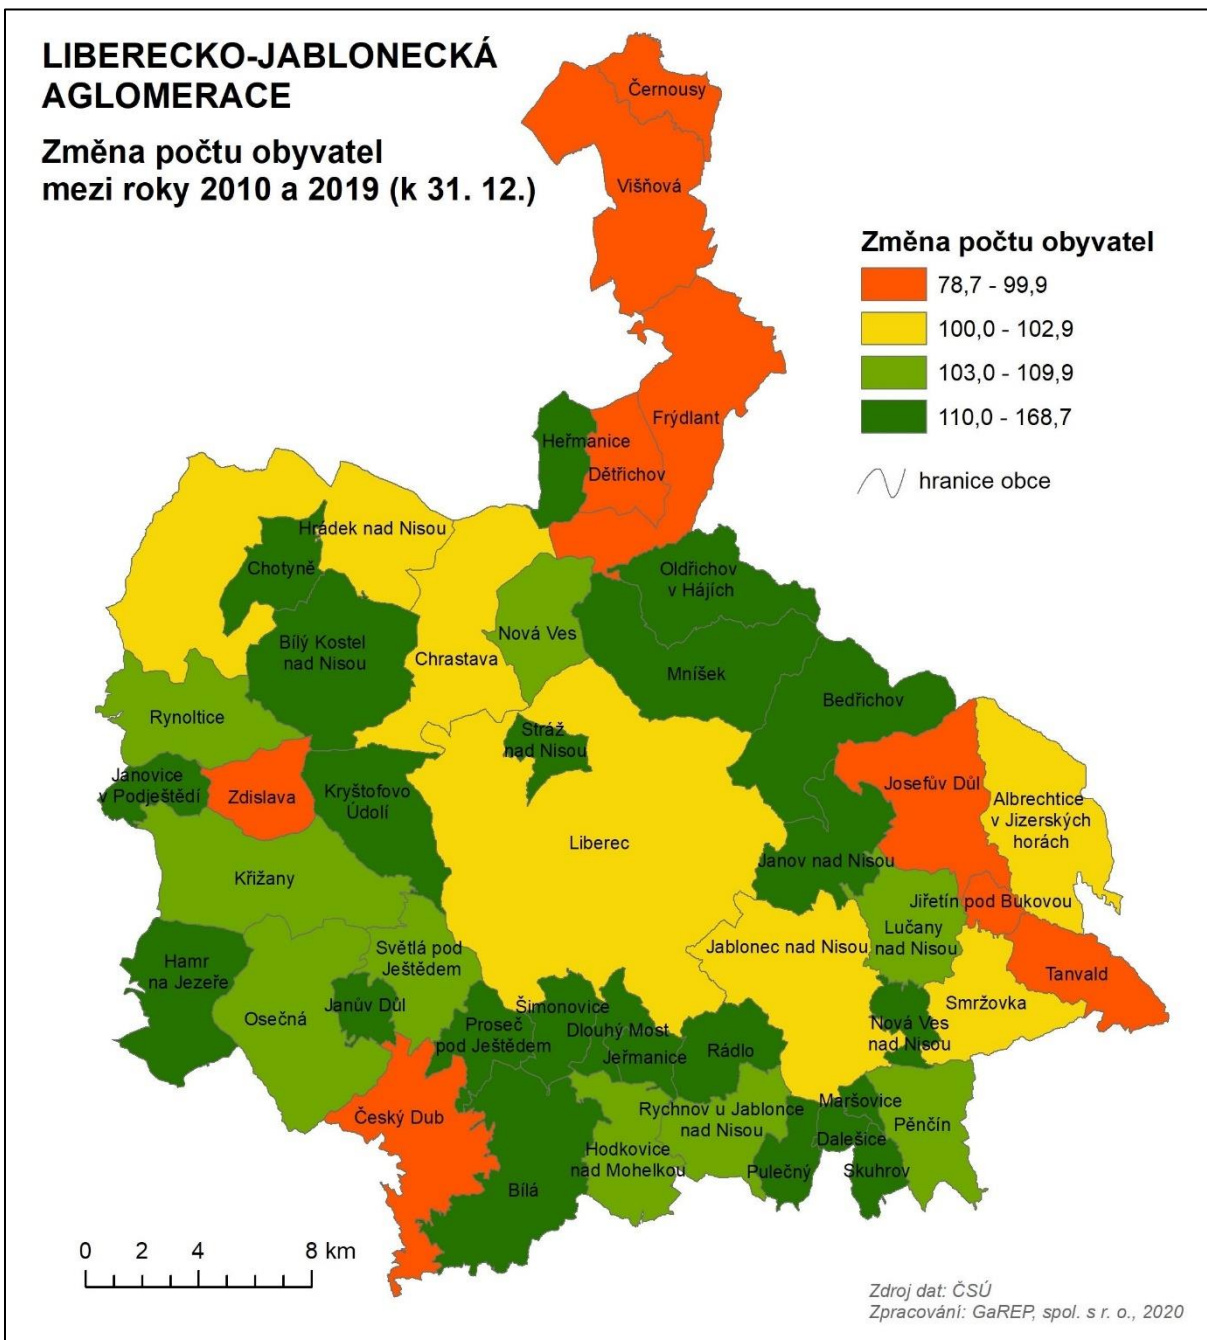 LIBERECKO-JABLONECKÁ
AGLOMERACE
Změna počtu obyvatel
mezi roky 2010 a 2019 (k 31. 12.)
Změna počtu obyvatel
78,7 - 99,9
100,0 - 102,9
103,0 - 109,9
110,0 - 168,7
hranice obce
Černousy
Višňová
Frýdlant
Heřmanice
Dětřichov
Hrádek nad Nisou
Chotyně
Oldřichov
v Hájích
Nová Ves
Bílý Kostel
nad Nisou
Chrastava
Mníšek
Bedřichov
Rynoltice
Stráž
nad Nisou
Janovice
v Podještědí
Zdislava
Kryštofovo
Údolí
Josefův Důl
Albrechtice
v Jizerských
horách
Liberec
Janov nad Nisou
Křižany
Jiřetín pod Bukovou
Lučany
nad Nisou
Jablonec nad Nisou
Světlá pod
Ještědem
Hamr
na Jezeře
Tanvald
Smržovka
Janův Důl
Osečná
Šimonovice
Proseč
pod Ještědem
Dlouhý Most
Jeřmanice
Rádlo
Nová Ves
nad Nisou
Český Dub
Rychnov u Jablonce
nad Nisou
Maršovice
Pěnčín
Dalešice
Hodkovice
nad Mohelkou
Pulečný
Skuhrov
Bílá
0 2 4 8 km
Zdroj dat: ČSÚ
Zpracování: GaREP, spol. s r. o., 2020